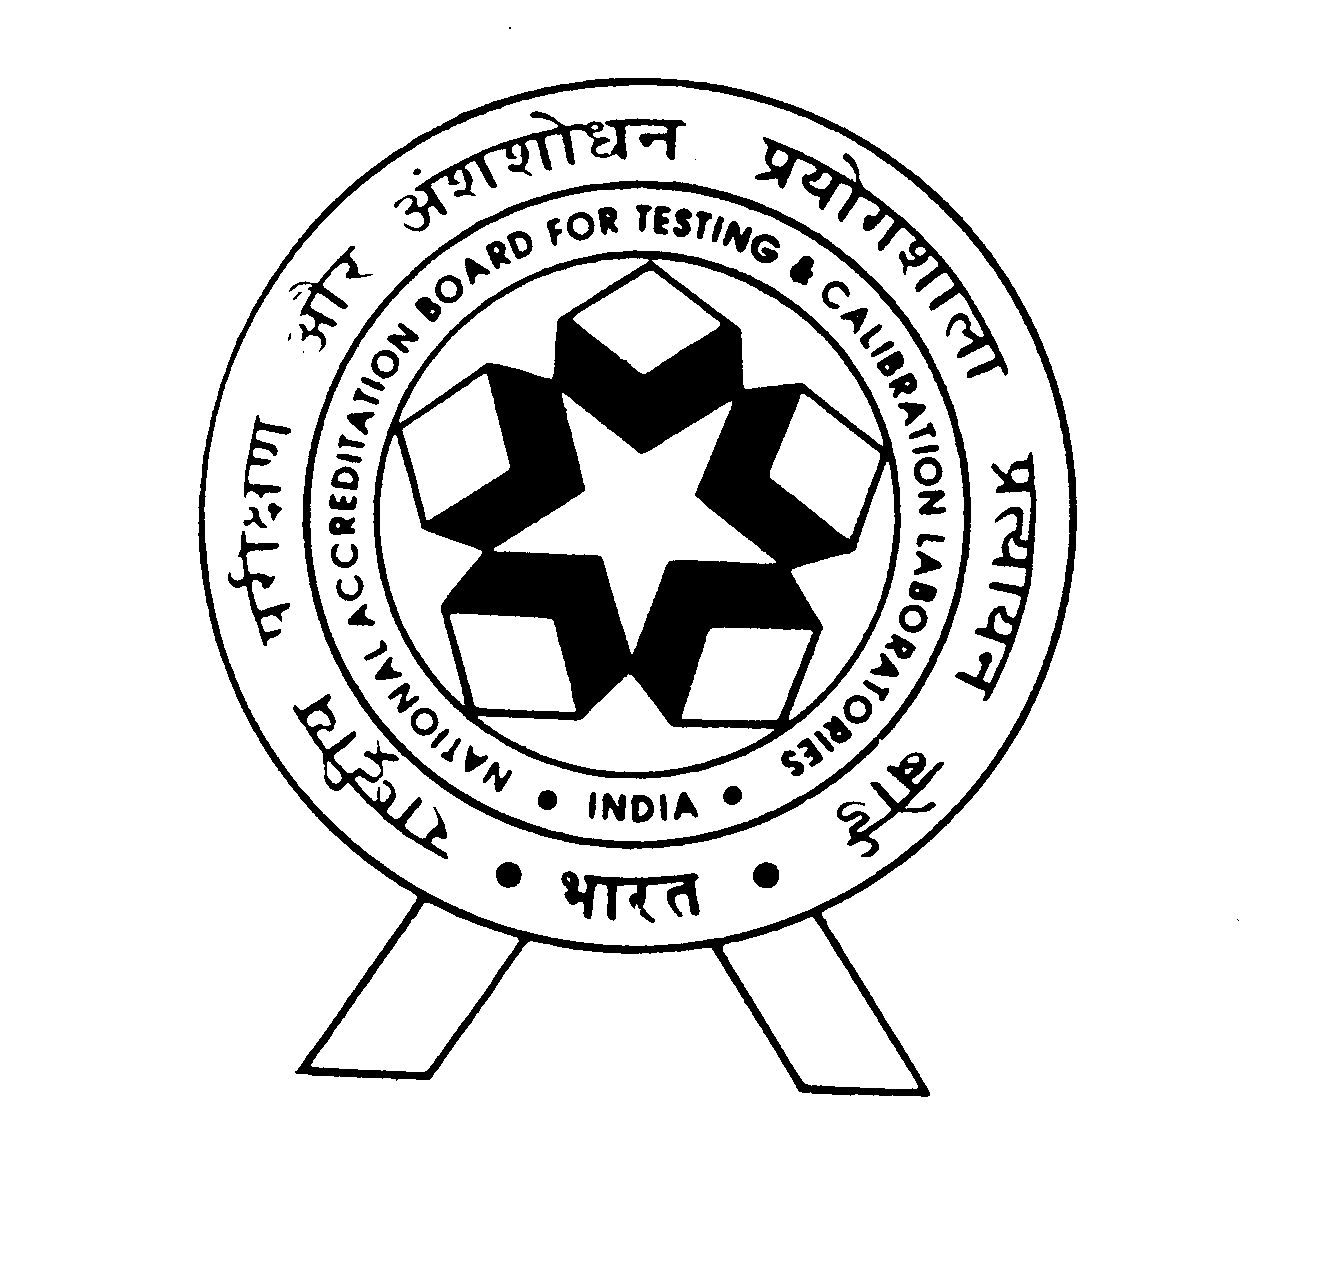 राष्ट्रीय परीक्षण और अंशशोधन प्रयोगशाला प्रत्यायन बोर्ड
• भारत •
NATIONAL ACCREDITATION BOARD FOR TESTING & CALIBRATION LABORATORIES
• INDIA •